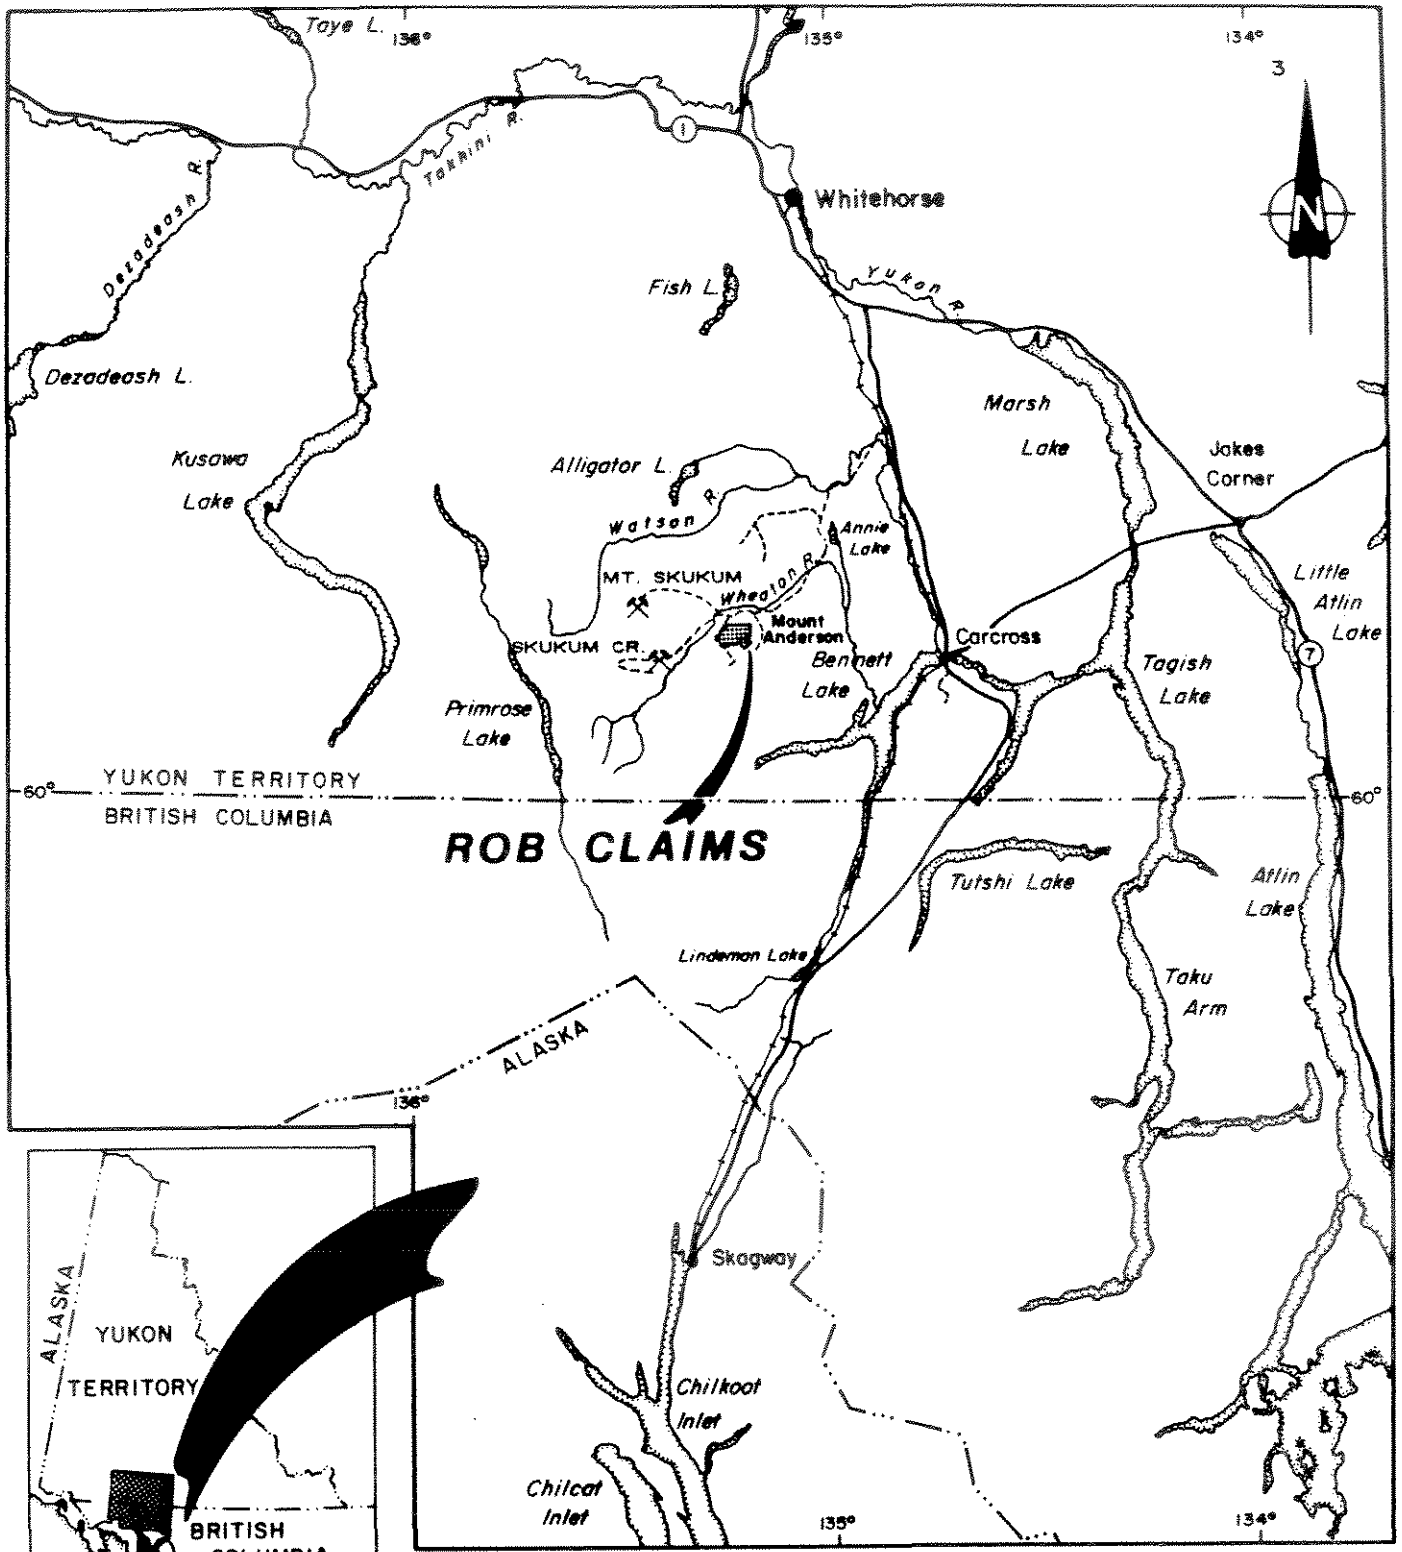 Taye L.
136°
135°
134°
3
Takhini R.
1
Dezadeash R.
Whitehorse
N
Fish L.
Yukon R.
Dezadeash L.
Marsh
Lake
Kusawa
Lake
Alligator L.
Jakes
Corner
Watson R.
Annie
Lake
MT. SKUKUM
Wheaton R.
Little
Atlin
Lake
Mount
Anderson
SKUKUM CR.
Carcross
Bennett
Lake
7
Tagish
Lake
Primrose
Lake
YUKON TERRITORY
60°
60°
BRITISH COLUMBIA
ROB CLAIMS
Tutshi Lake
Atlin
Lake
Lindeman Lake
Taku
Arm
ALASKA
136°
Skagway
ALASKA
YUKON
TERRITORY
Chilkoot
Inlet
Chilcat
Inlet
BRITISH
COLUMBIA
135°
134°